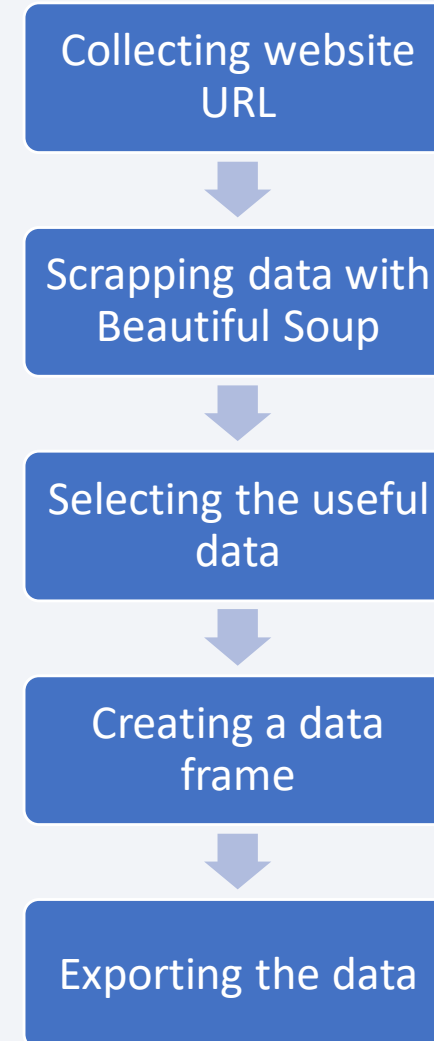 Collecting website
URL
Scrapping data with
Beautiful Soup
Selecting the useful
data
Creating a data
frame
Exporting the data